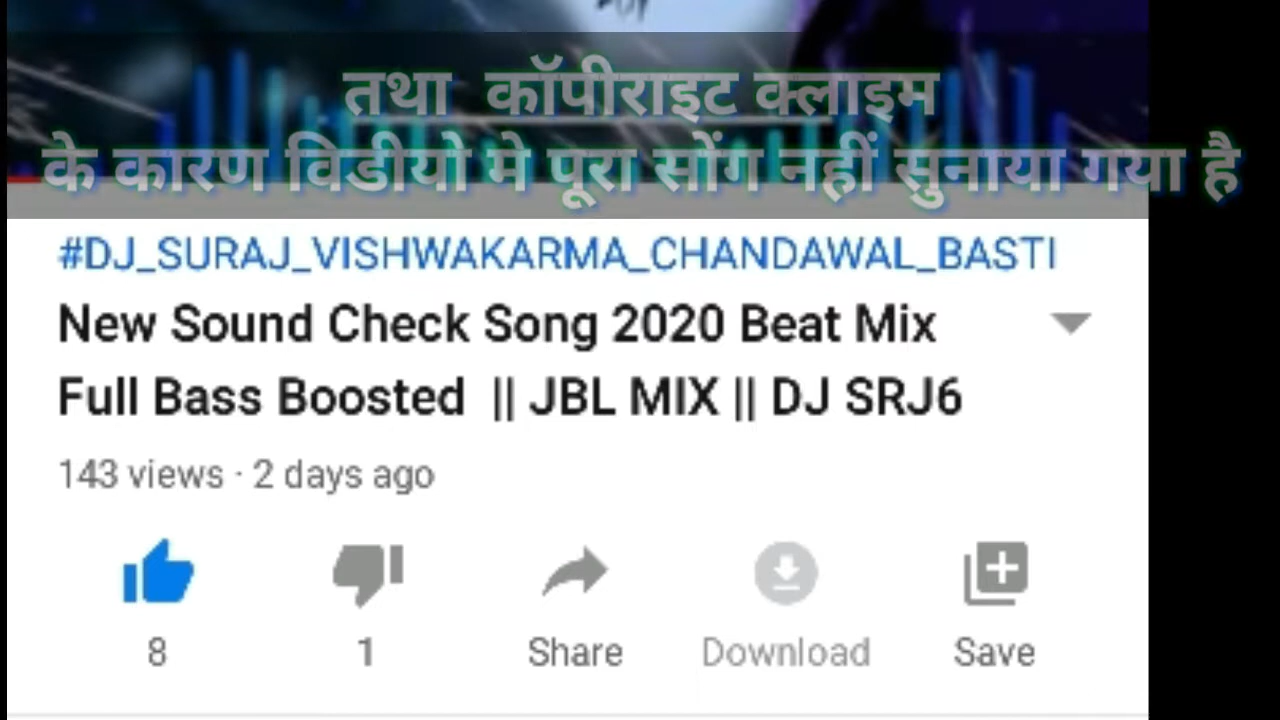 तथा कॉपीराइट क्लाइम
के कारण विडीयो मे पूरा सोंग नहीं सुनाया गया है
#DJ_SURAJ_VISHWAKARMA_CHANDAWAL_BASTI
New Sound Check Song 2020 Beat Mix
Full Bass Boosted || JBL MIX || DJ SRJ6
143 views · 2 days ago
8 1 Share Download Save